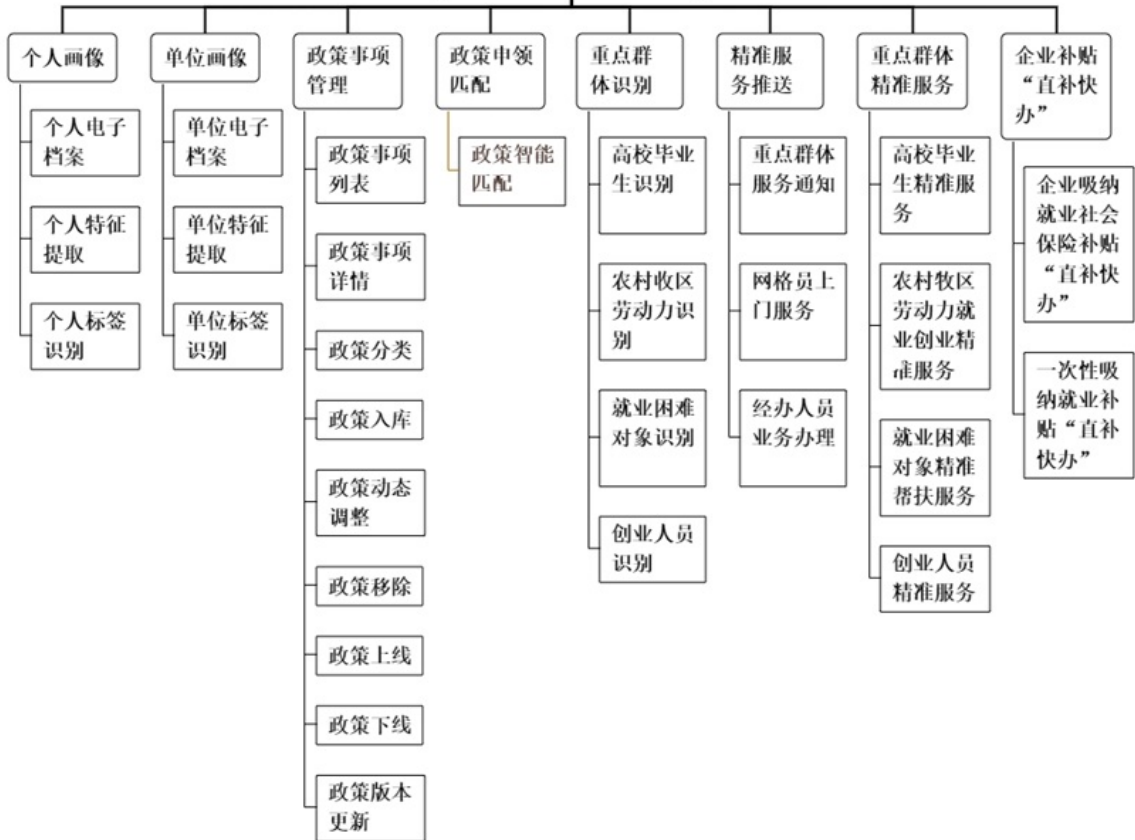 个人画像
个人电子
档案
个人特征
提取
个人标签
识别
单位画像
单位电子
档案
单位特征
提取
单位标签
识别
政策事项
管理
政策事项
列表
政策事项
详情
政策分类
政策入库
政策动态
调整
政策移除
政策上线
政策下线
政策版本
更新
政策申领
匹配
政策智能
匹配
重点群
体识别
高校毕业
生识别
农村收区
劳动力识
别
就业困难
对象识别
创业人员
识别
精准服
务推送
重点群体
服务通知
网格员上
门服务
经办人员
业务办理
重点群体
精准服务
高校毕业
生精准服
务
农村牧区
劳动力就
业创业精
准服务
就业困难
对象精准
帮扶服务
创业人员
精准服务
企业补贴
“直补快
办”
企业吸纳
就业社会
保险补贴
“直补快
办”
一次性吸
纳就业补
贴“直补
快办”